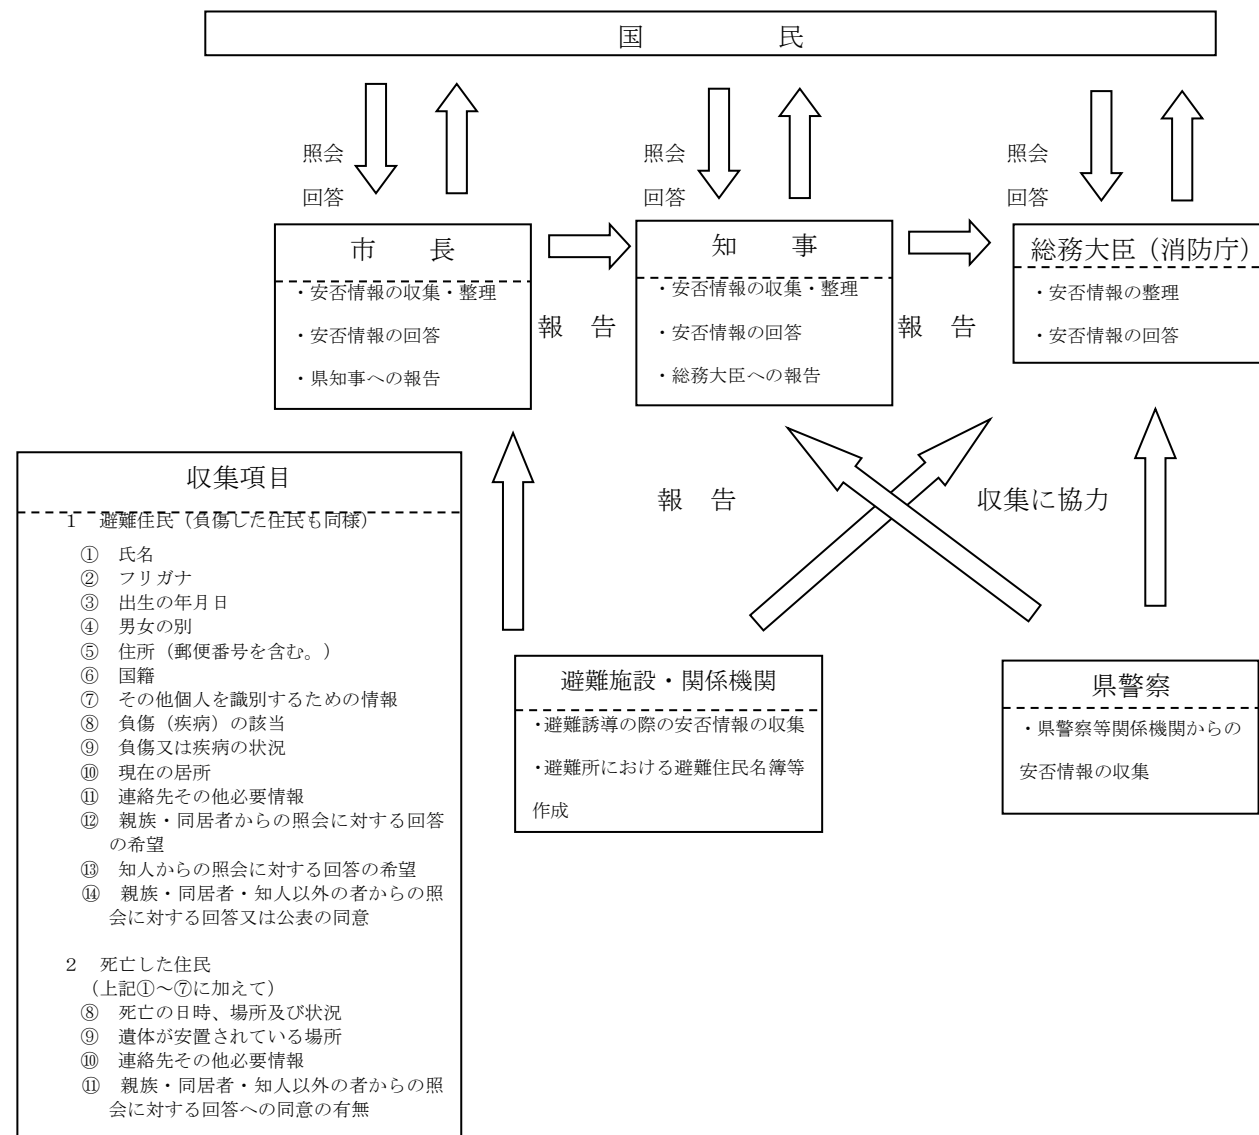 国　　　　　民
照会
回答
照会
回答
照会
回答
市　　長
・安否情報の収集・整理
・安否情報の回答
・県知事への報告
報　告
知　　事
・安否情報の収集・整理
・安否情報の回答
・総務大臣への報告
報　告
総務大臣（消防庁）
・安否情報の整理
・安否情報の回答
収集項目
１　避難住民（負傷した住民も同様）
①　氏名
②　フリガナ
③　出生の年月日
④　男女の別
⑤　住所（郵便番号を含む。）
⑥　国籍
⑦　その他個人を識別するための情報
⑧　負傷（疾病）の該当
⑨　負傷又は疾病の状況
⑩　現在の居所
⑪　連絡先その他必要情報
⑫　親族・同居者からの照会に対する回答
の希望
⑬　知人からの照会に対する回答の希望
⑭　親族・同居者・知人以外の者からの照
会に対する回答又は公表の同意
２　死亡した住民
（上記①～⑦に加えて）
⑧　死亡の日時、場所及び状況
⑨　遺体が安置されている場所
⑩　連絡先その他必要情報
⑪　親族・同居者・知人以外の者からの照
会に対する回答への同意の有無
報　告
収集に協力
避難施設・関係機関
・避難誘導の際の安否情報の収集
・避難所における避難住民名簿等
作成
県警察
・県警察等関係機関からの
安否情報の収集